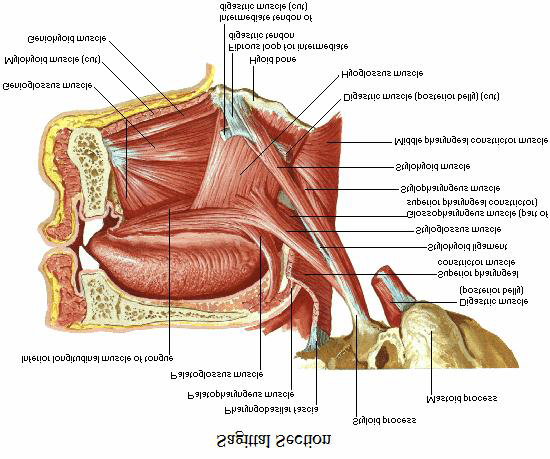 Sagittal Section
Styloid process
Pharyngobasilar fascia
Palatopharyngeus muscle
Mastoid process
Palatoglossus muscle
Inferior longitudinal muscle of tongue
Digastric muscle
(posterior belly)
Superior pharyngeal
constrictor muscle
Stylohyoid ligament
Styloglossus muscle
Glossopharyngeus muscle (part of
superior pharyngeal constrictor)
Stylopharyngeus muscle
Stylohyoid muscle
Middle pharyngeal constrictor muscle
Digastric muscle (posterior belly) (cut)
Hyoglossus muscle
Genioglossus muscle
Mylohyoid muscle (cut)
Geniohyoid muscle
Hyoid bone
Fibrous loop for intermediate
digastric tendon
Intermediate tendon of
digastric muscle (cut)